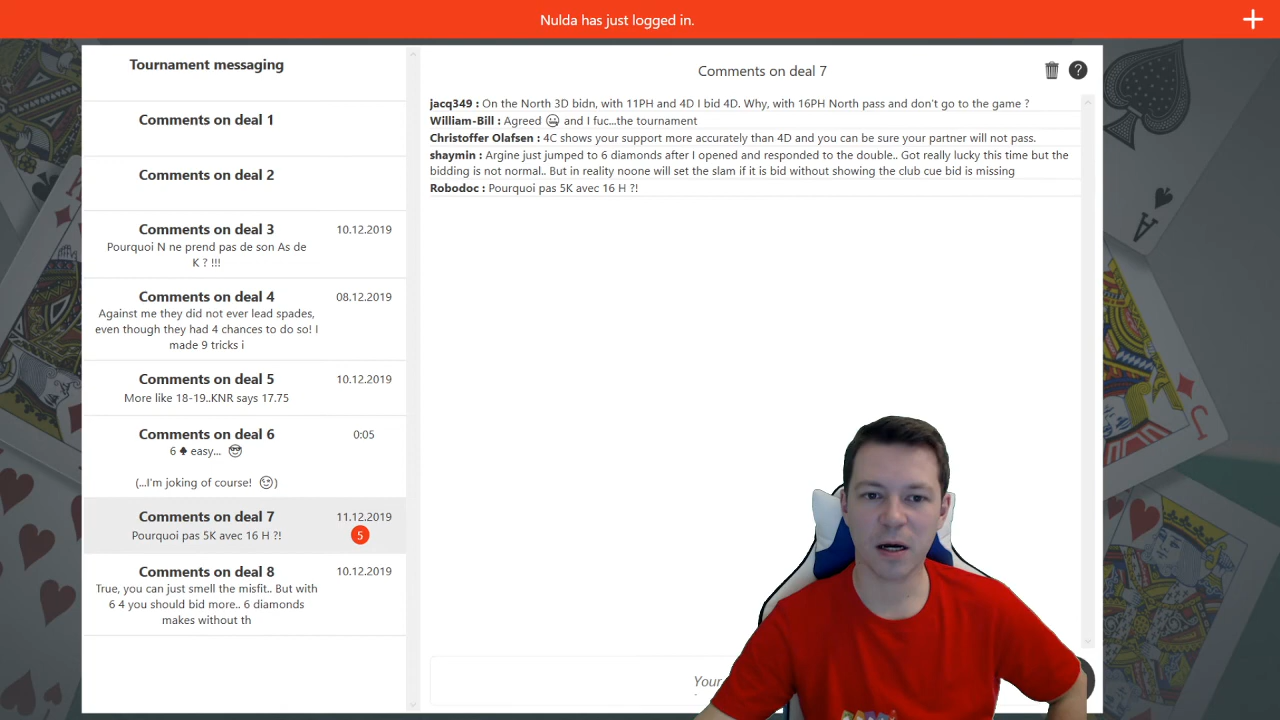 Nulda has just logged in.
Tournament messaging
Comments on deal 1
Comments on deal 2
Comments on deal 3 10.12.2019
Pourquoi N ne prend pas de son As de
K ? !!!
Comments on deal 4 08.12.2019
Against me they did not ever lead spades,
even though they had 4 chances to do so! I
made 9 tricks i
Comments on deal 5 10.12.2019
More like 18-19..KNR says 17.75
Comments on deal 6 0:05
6 ♠ easy... 😎
(...I'm joking of course! 😉)
Comments on deal 7 11.12.2019
Pourquoi pas 5K avec 16 H ?! 5
Comments on deal 8 10.12.2019
True, you can just smell the misfit.. But with
6 4 you should bid more.. 6 diamonds
makes without th
Comments on deal 7
?
jacq349 : On the North 3D bidn, with 11PH and 4D I bid 4D. Why, with 16PH North pass and don't go to the game ?
William-Bill : Agreed and I fuc...the tournament
Christoffer Olafsen : 4C shows your support more accurately than 4D and you can be sure your partner will not pass.
shaymin : Argine just jumped to 6 diamonds after I opened and responded to the double.. Got really lucky this time but the
bidding is not normal.. But in reality noone will set the slam if it is bid without showing the club cue bid is missing
Robodoc : Pourquoi pas 5K avec 16 H ?!
Your
A
J